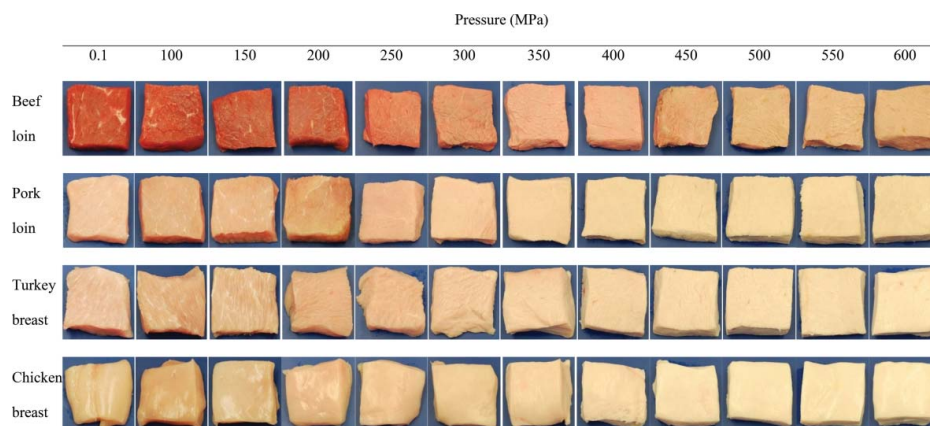 Pressure (MPa)
0.1 100 150 200 250 300 350 400 450 500 550 600
Beef
loin
Pork
loin
Turkey
breast
Chicken
breast